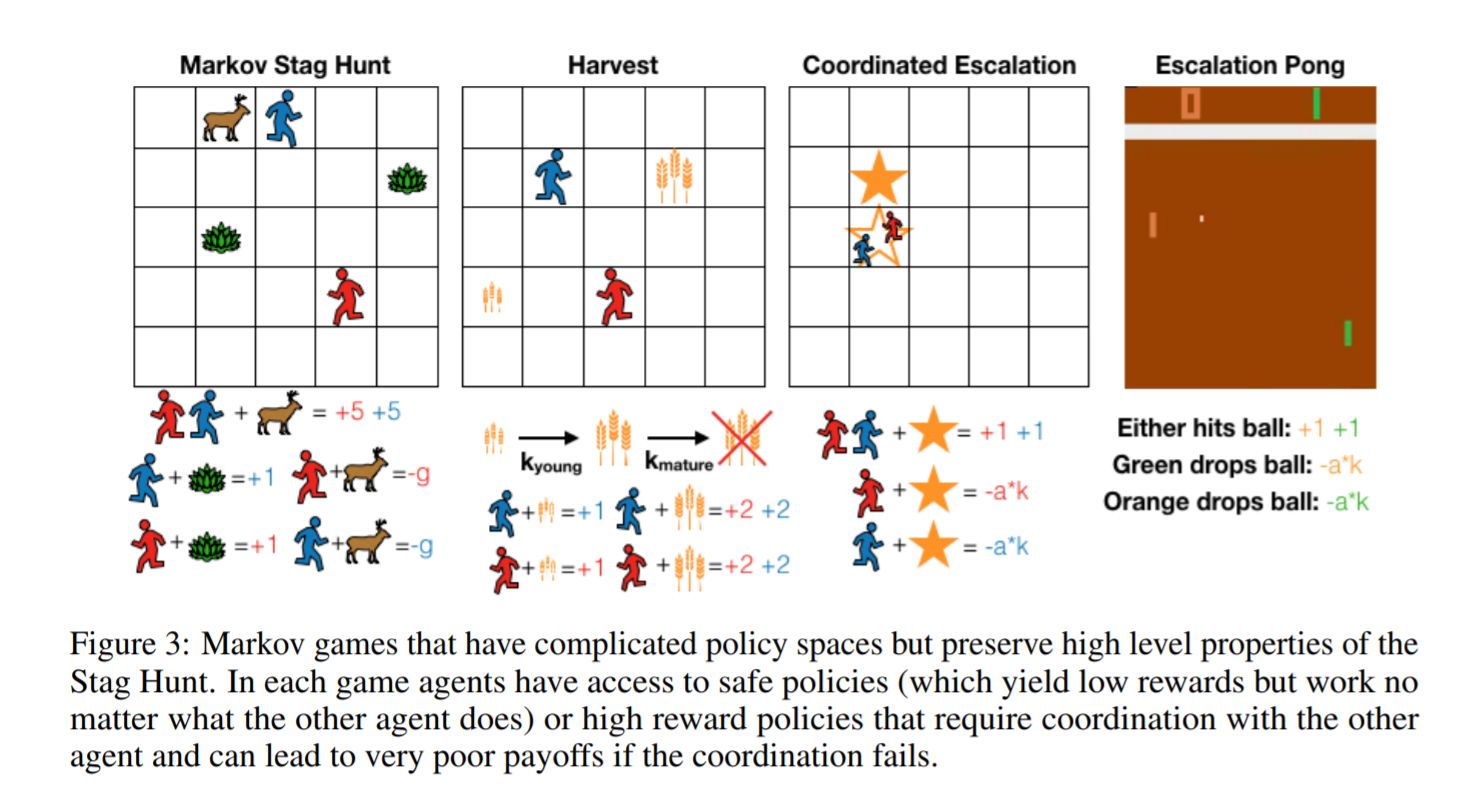 Markov Stag Hunt
Harvest
Coordinated Escalation
Escalation Pong
0
= +5 +5
+ 
+ =+1
+ =-g
+ =+1
+ =-g
kyoung
kmature
+ =+1
+ =+2 +2
+ =+1
+ =+2 +2
+ = +1 +1
+ = -a*k
+ = -a*k
Either hits ball: +1 +1
Green drops ball: -a*k
Orange drops ball: -a*k
Figure 3: Markov games that have complicated policy spaces but preserve high level properties of the
Stag Hunt. In each game agents have access to safe policies (which yield low rewards but work no
matter what the other agent does) or high reward policies that require coordination with the other
agent and can lead to very poor payoffs if the coordination fails.